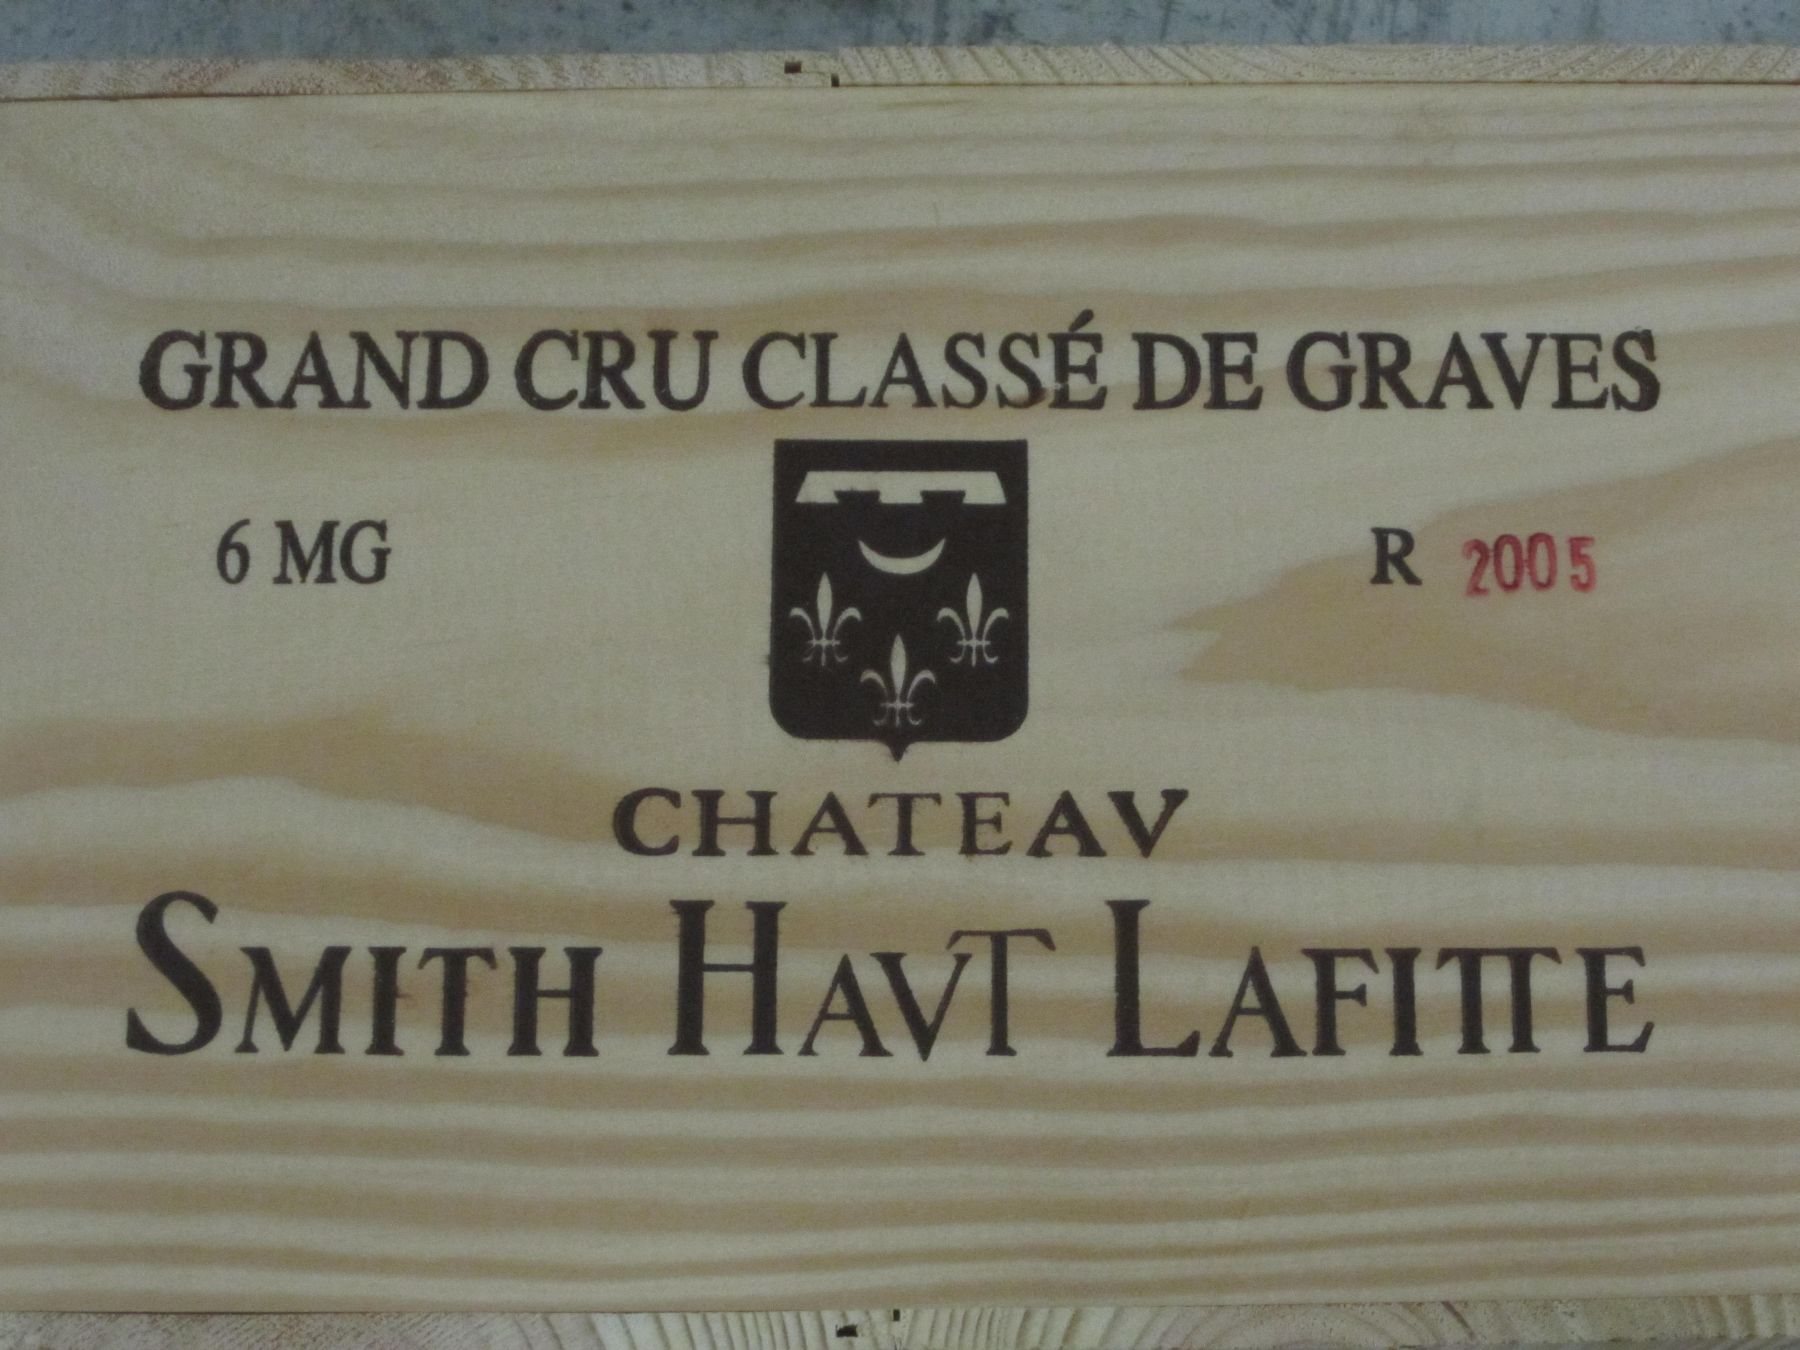 GRAND CRU CLASSÉ DE GRAVES
6 MG R 2005
CHATEAV
SMITH HAVT LAFITTE